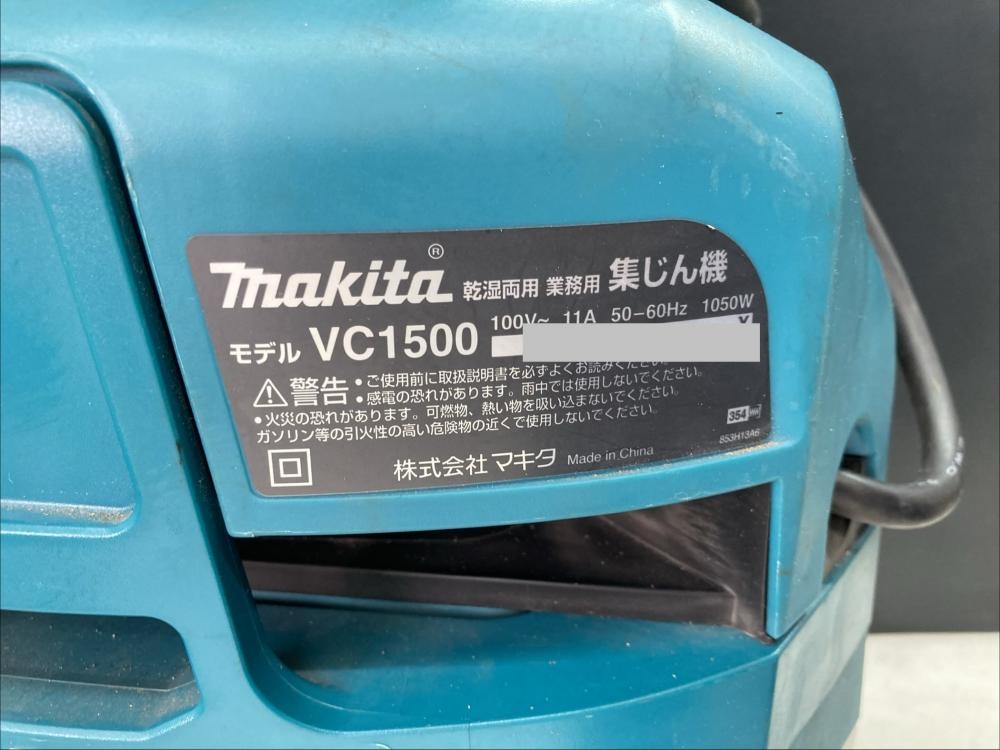 makita® 乾湿両用 業務用 集じん機
モデル VC1500 100V~ 11A 50-60Hz 1050W
警告 •ご使用前に取扱説明書を必ずよくお読みください。
•感電の恐れがあります。雨中では使用しないでください。
•火災の恐れがあります。可燃物、熱い物を吸い込まないでください。
ガソリン等の引火性の高い危険物の近くで使用しないでください。
354
853H13A6
株式会社 マキタ Made in China